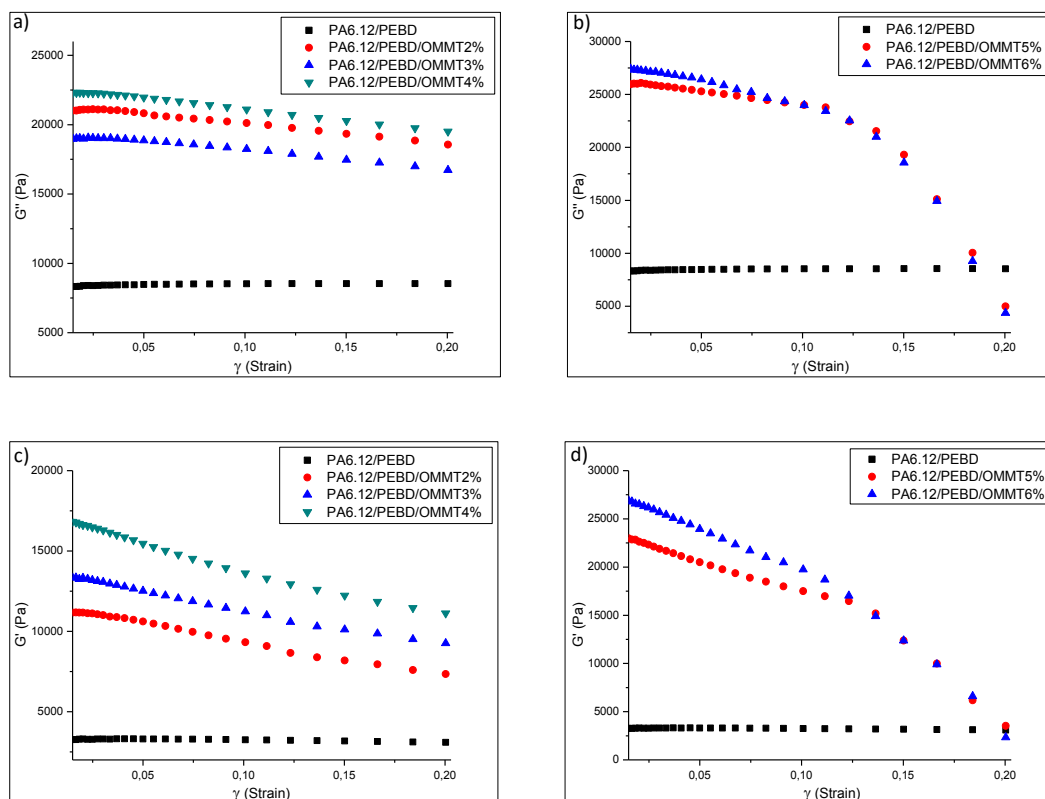 a)
PA6.12/PEBD
PA6.12/PEBD/OMMT2%
PA6.12/PEBD/OMMT3%
PA6.12/PEBD/OMMT4%
25000
20000
15000
10000
5000
G'' (Pa)
0,05 0,10 0,15 0,20
γ (Strain)
b)
PA6.12/PEBD
PA6.12/PEBD/OMMT5%
PA6.12/PEBD/OMMT6%
30000
25000
20000
15000
10000
5000
G'' (Pa)
0,05 0,10 0,15 0,20
γ (Strain)
c)
PA6.12/PEBD
PA6.12/PEBD/OMMT2%
PA6.12/PEBD/OMMT3%
PA6.12/PEBD/OMMT4%
20000
15000
10000
5000
G' (Pa)
0,05 0,10 0,15 0,20
γ (Strain)
d)
PA6.12/PEBD
PA6.12/PEBD/OMMT5%
PA6.12/PEBD/OMMT6%
30000
25000
20000
15000
10000
5000
0
G' (Pa)
0,05 0,10 0,15 0,20
γ (Strain)